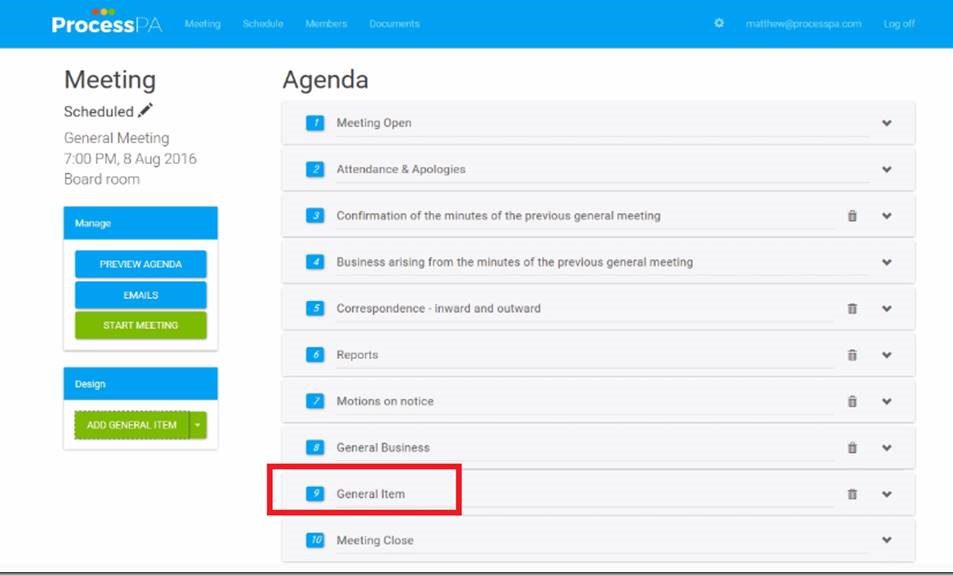 ProcessPA Meeting Schedule Members Documents matthew@processpa.com Log off
Meeting
Scheduled
General Meeting
7:00 PM, 8 Aug 2016
Board room
Manage
PREVIEW AGENDA
EMAILS
START MEETING
Design
ADD GENERAL ITEM
Agenda
1 Meeting Open
2 Attendance & Apologies
3 Confirmation of the minutes of the previous general meeting
4 Business arising from the minutes of the previous general meeting
5 Correspondence - inward and outward
6 Reports
7 Motions on notice
8 General Business
9 General Item
10 Meeting Close